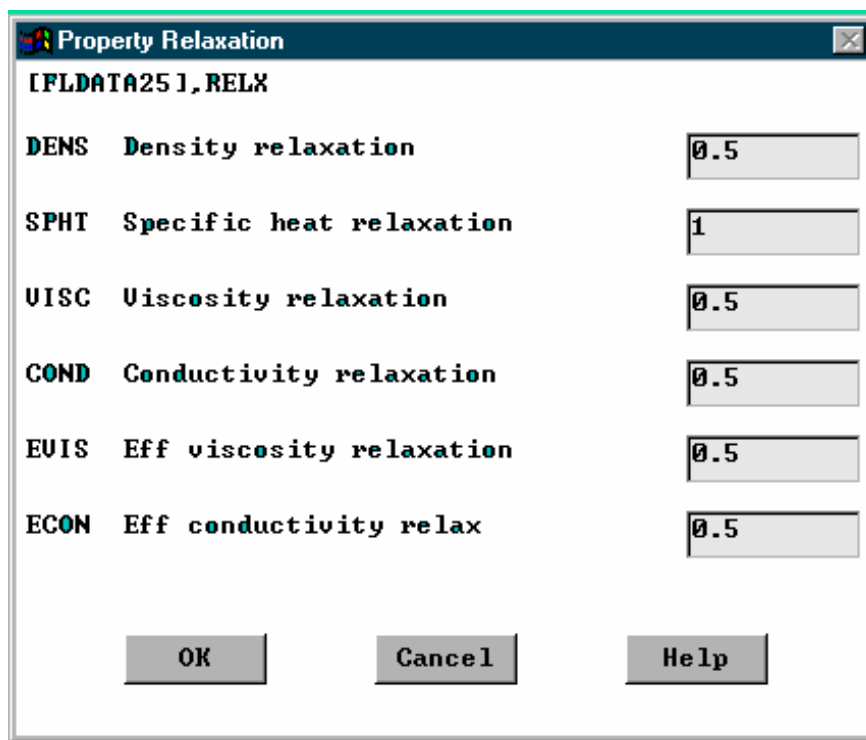 Property Relaxation
[FLDATA25],RELX
DENS Density relaxation 0.5
SPHT Specific heat relaxation 1
VISC Viscosity relaxation 0.5
COND Conductivity relaxation 0.5
EVIS Eff viscosity relaxation 0.5
ECON Eff conductivity relax 0.5
OK Cancel Help